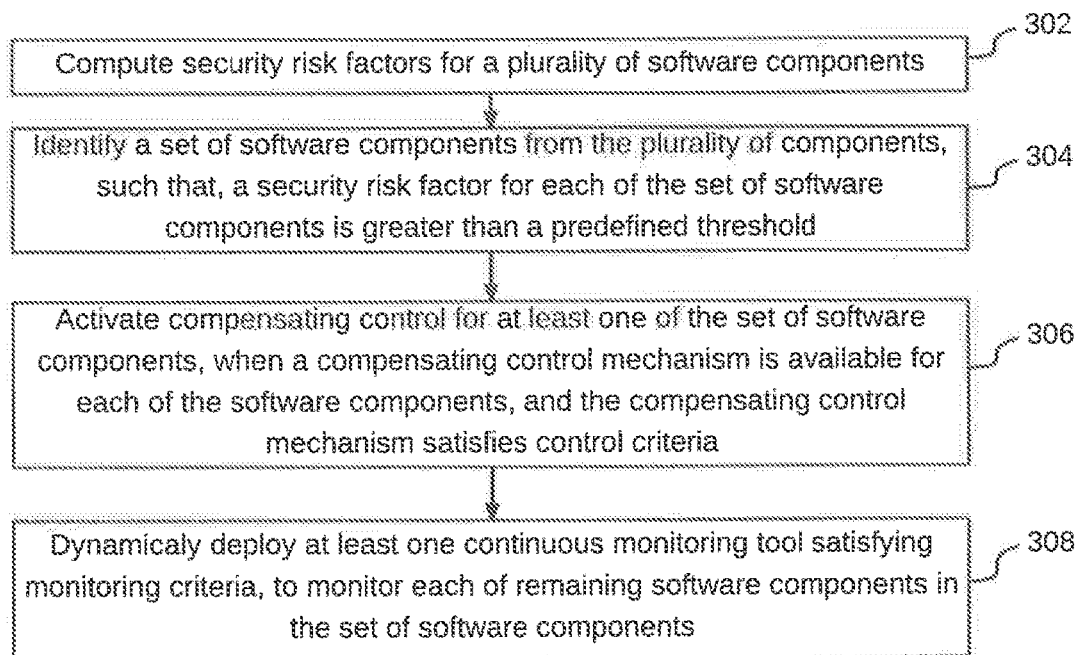 302
Compute security risk factors for a plurality of software components
Identify a set of software components from the plurality of components,
such that, a security risk factor for each of the set of software
components is greater than a predefined threshold
304
Activate compensating control for at least one of the set of software
components, when a compensating control mechanism is available for
each of the software components, and the compensating control
mechanism satisfies control criteria
306
Dynamicaly deploy at least one continuous monitoring tool satisfying
monitoring criteria, to monitor each of remaining software components in
the set of software components
308